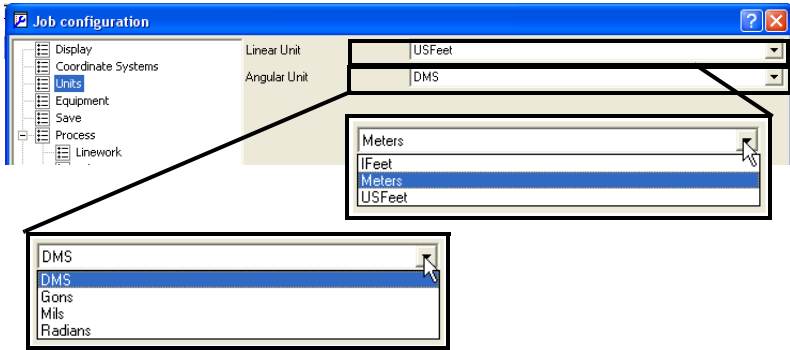 Job configuration
Display
Coordinate Systems
Units
Equipment
Save
Process
Linework
Linear Unit
USFeet
Angular Unit
DMS
Meters
IFeet
Meters
USFeet
DMS
DMS
Gons
Mils
Radians